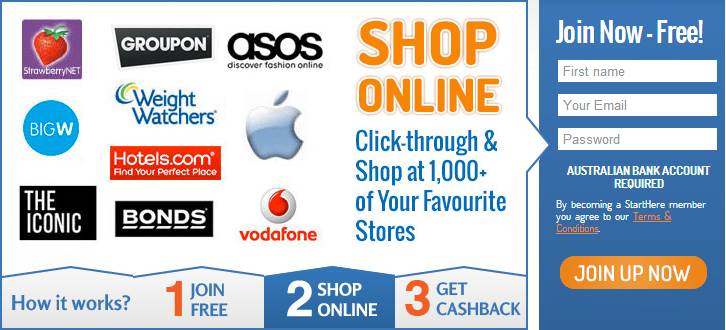 StrawberryNET
GROUPON
asos
discover fashion online
BIGW
WeightWatchers®
Hotels.com®
Find Your Perfect Place
THE
ICONIC
BONDS®
vodafone
SHOP
ONLINE
Click-through &
Shop at 1,000+
of Your Favourite
Stores
How it works?
1 JOIN
FREE
2 SHOP
ONLINE
3 GET
CASHBACK
Join Now - Free!
First name
Your Email
Password
AUSTRALIAN BANK ACCOUNT
REQUIRED
By becoming a StartHere member
you agree to our Terms &
Conditions.
JOIN UP NOW